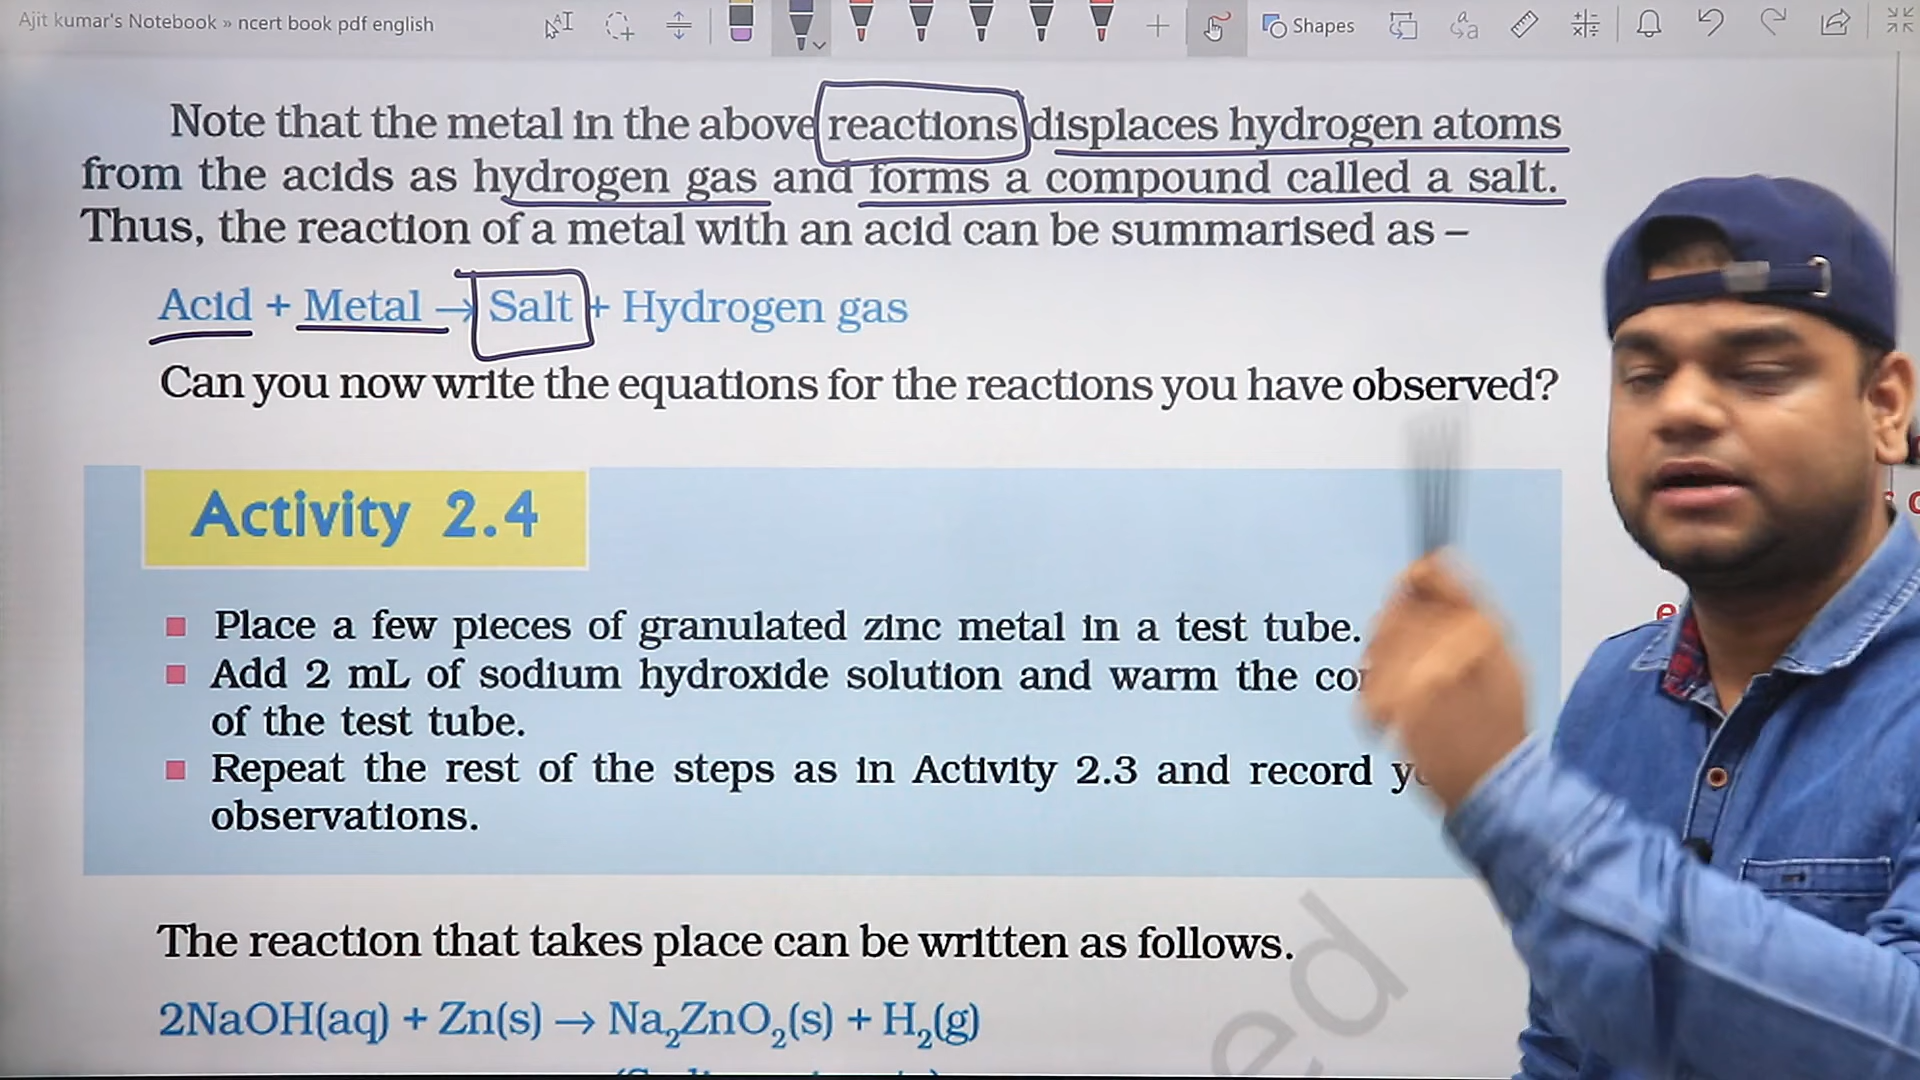 Ajit kumar's Notebook » ncert book pdf english
Shapes
Note that the metal in the above reactions displaces hydrogen atoms
from the acids as hydrogen gas and forms a compound called a salt.
Thus, the reaction of a metal with an acid can be summarised as –
Acid + Metal → Salt + Hydrogen gas
Can you now write the equations for the reactions you have observed?
Activity 2.4
Place a few pieces of granulated zinc metal in a test tube.
Add 2 mL of sodium hydroxide solution and warm the
of the test tube.
Repeat the rest of the steps as in Activity 2.3 and record
observations.
The reaction that takes place can be written as follows.
2NaOH(aq) + Zn(s) → Na₂ZnO₂(s) + H₂(g)